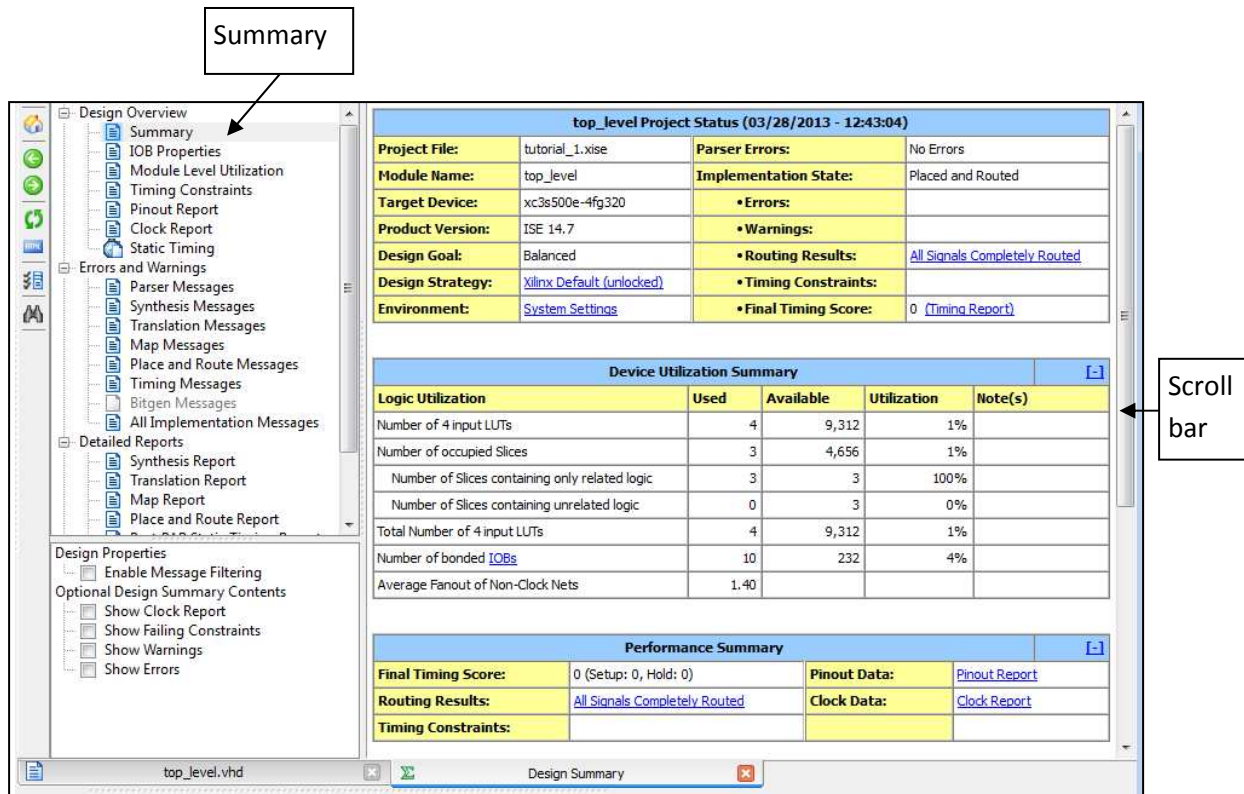 Summary
Design Overview
Summary
IOB Properties
Module Level Utilization
Timing Constraints
Pinout Report
Clock Report
Static Timing
Errors and Warnings
Parser Messages
Synthesis Messages
Translation Messages
Map Messages
Place and Route Messages
Timing Messages
Bitgen Messages
All Implementation Messages
Detailed Reports
Synthesis Report
Translation Report
Map Report
Place and Route Report
Design Properties
Enable Message Filtering
Optional Design Summary Contents
Show Clock Report
Show Failing Constraints
Show Warnings
Show Errors
top_level Project Status (03/28/2013 - 12:43:04)
Project File: tutorial_1.xise Parser Errors: No Errors
Module Name: top_level Implementation State: Placed and Routed
Target Device: xc3s500e-4fg320 •Errors:
Product Version: ISE 14.7 •Warnings:
Design Goal: Balanced •Routing Results: All Signals Completely Routed
Design Strategy: Xilinx Default (unlocked) •Timing Constraints:
Environment: System Settings •Final Timing Score: 0 (Timing Report)
Device Utilization Summary [-]
Logic Utilization Used Available Utilization Note(s)
Number of 4 input LUTs 4 9,312 1%
Number of occupied Slices 3 4,656 1%
Number of Slices containing only related logic 3 3 100%
Number of Slices containing unrelated logic 0 3 0%
Total Number of 4 input LUTs 4 9,312 1%
Number of bonded IOBs 10 232 4%
Average Fanout of Non-Clock Nets 1.40
Performance Summary [-]
Final Timing Score: 0 (Setup: 0, Hold: 0) Pinout Data: Pinout Report
Routing Results: All Signals Completely Routed Clock Data: Clock Report
Timing Constraints:
Scroll
bar
top_level.vhd
Design Summary